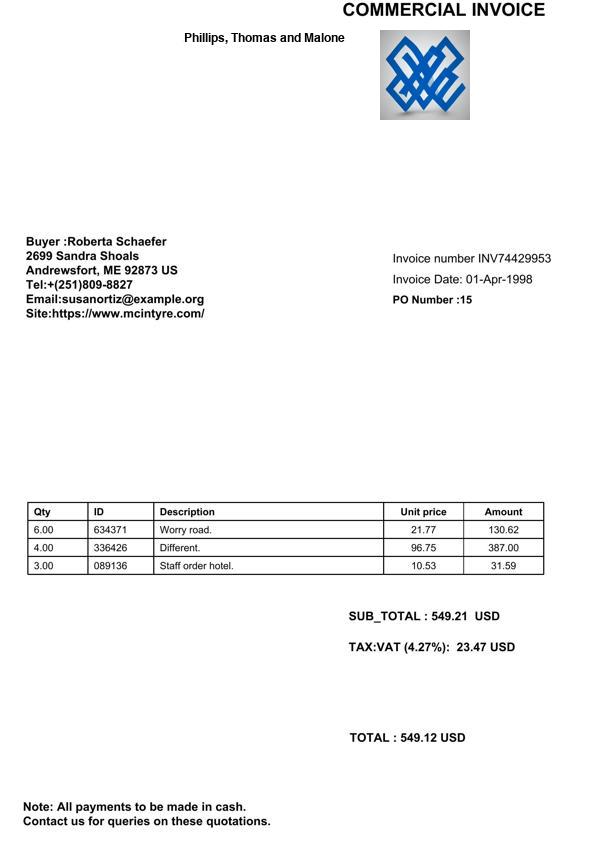 COMMERCIAL INVOICE
Phillips, Thomas and Malone
Buyer :Roberta Schaefer
2699 Sandra Shoals
Andrewsfort, ME 92873 US
Tel:+(251)809-8827
Email:susanortiz@example.org
Site:https://www.mcintyre.com/
Invoice number INV74429953
Invoice Date: 01-Apr-1998
PO Number :15
Qty ID Description Unit price Amount
6.00 634371 Worry road. 21.77 130.62
4.00 336426 Different. 96.75 387.00
3.00 089136 Staff order hotel. 10.53 31.59
SUB_TOTAL : 549.21 USD
TAX:VAT (4.27%): 23.47 USD
TOTAL : 549.12 USD
Note: All payments to be made in cash.
Contact us for queries on these quotations.